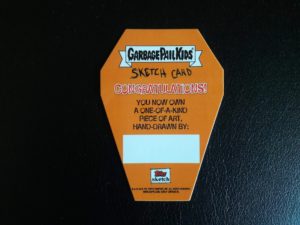 GARBAGE PAIL KIDS
SKETCH CARD
CONGRATULATIONS!
YOU NOW OWN
A ONE-OF-A-KIND
PIECE OF ART,
HAND-DRAWN BY:
Topps
sketch